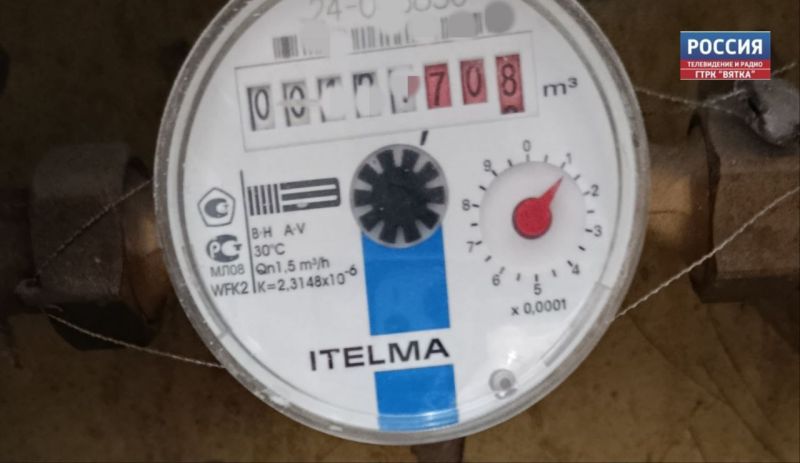 РОССИЯ
ТЕЛЕВИДЕНИЕ И РАДИО
ГТРК "ВЯТКА"
708 m³
0 1 2 3 4 5 6 7 8 9
x 0,0001
B·H A·V
30°C
МЛ08
Qn1,5 m³/h
WFK2
K=2,3148x10⁻⁶
ITELMA